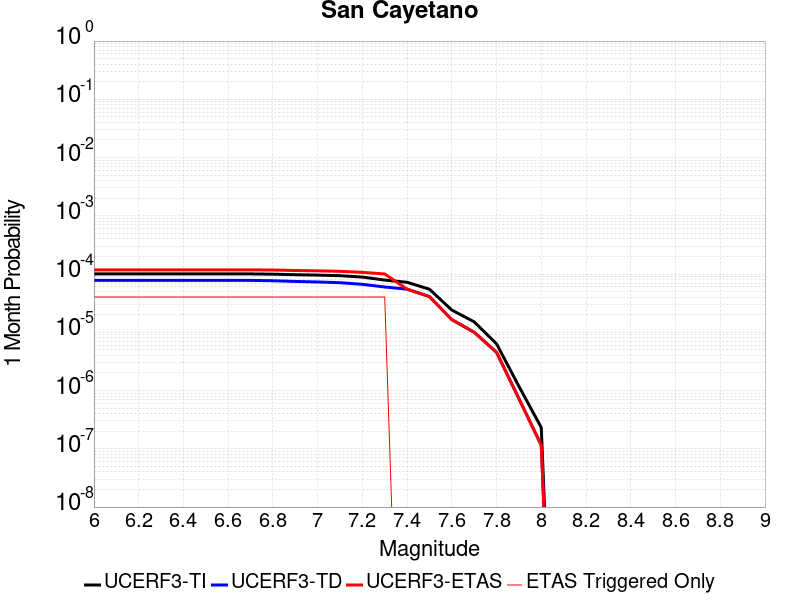 San Cayetano
10^0
10^-1
10^-2
10^-3
10^-4
10^-5
10^-6
10^-7
10^-8
1 Month Probability
6 6.2 6.4 6.6 6.8 7 7.2 7.4 7.6 7.8 8 8.2 8.4 8.6 8.8 9
Magnitude
UCERF3-TI UCERF3-TD UCERF3-ETAS ETAS Triggered Only